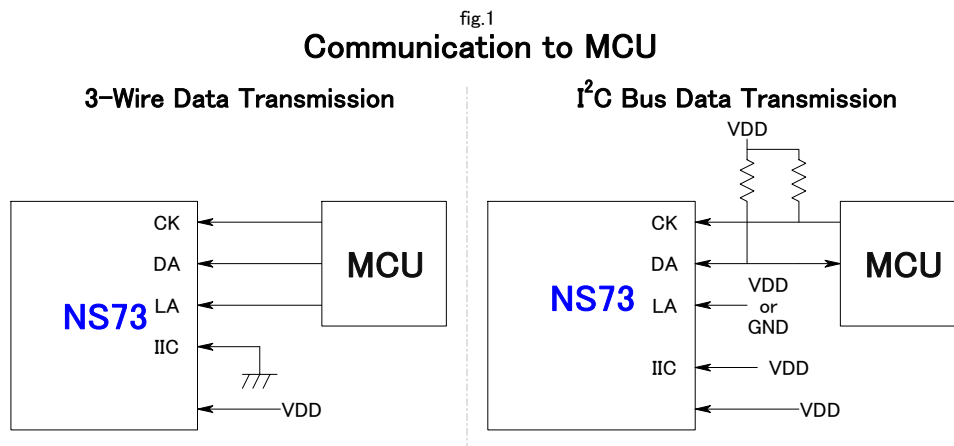 fig.1
Communication to MCU
3-Wire Data Transmission
CK
DA
LA
IIC
NS73
MCU
VDD
I²C Bus Data Transmission
VDD
CK
DA
LA
IIC
NS73
MCU
VDD
or
GND
VDD
VDD